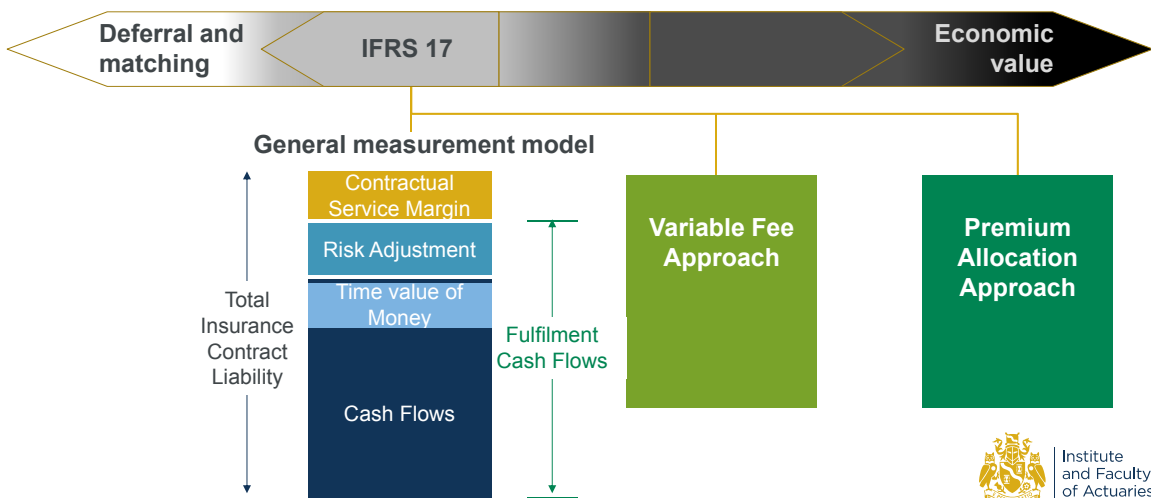 Deferral and
matching
IFRS 17
Economic
value
General measurement model
Contractual
Service Margin
Risk Adjustment
Time value of
Money
Cash Flows
Total
Insurance
Contract
Liability
Fulfilment
Cash Flows
Variable Fee
Approach
Premium
Allocation
Approach
Institute
and Faculty
of Actuaries